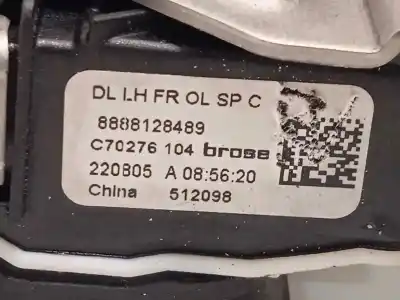 DL LH FR OL SP C
8888128489
C70276 104 brose
220805 A 08:56:20
China 512098